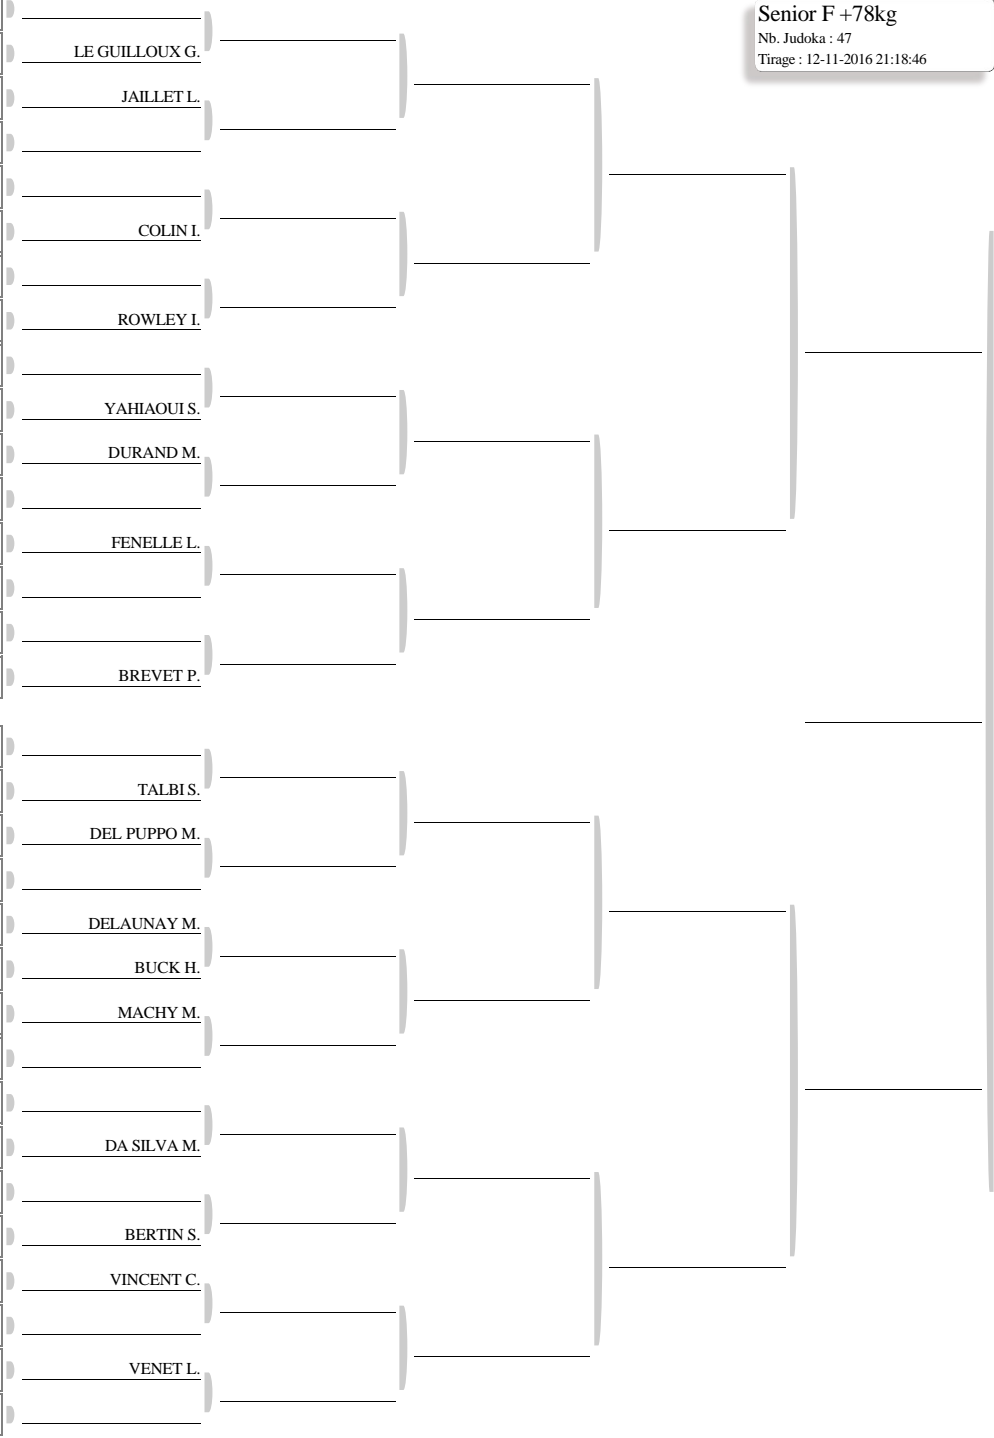 Senior F +78kg
Nb. Judoka : 47
Tirage : 12-11-2016 21:18:46
LE GUILLOUX G.
JAILLET L.
COLIN I.
ROWLEY I.
YAHIAOUI S.
DURAND M.
FENELLE L.
BREVET P.
TALBI S.
DEL PUPPO M.
DELAUNAY M.
BUCK H.
MACHY M.
DA SILVA M.
BERTIN S.
VINCENT C.
VENET L.